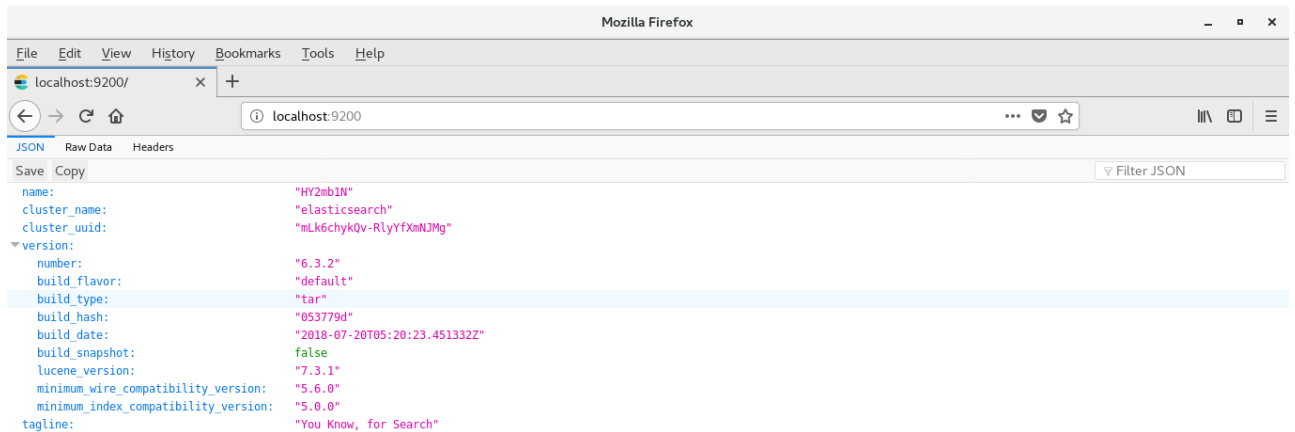 Mozilla Firefox
File Edit View History Bookmarks Tools Help
localhost:9200/
localhost:9200
JSON Raw Data Headers
Save Copy Filter JSON
name: "HY2mb1N"
cluster_name: "elasticsearch"
cluster_uuid: "mLk6chykQv-RlyYfXmNJMg"
version:
number: "6.3.2"
build_flavor: "default"
build_type: "tar"
build_hash: "053779d"
build_date: "2018-07-20T05:20:23.451332Z"
build_snapshot: false
lucene_version: "7.3.1"
minimum_wire_compatibility_version: "5.6.0"
minimum_index_compatibility_version: "5.0.0"
tagline: "You Know, for Search"